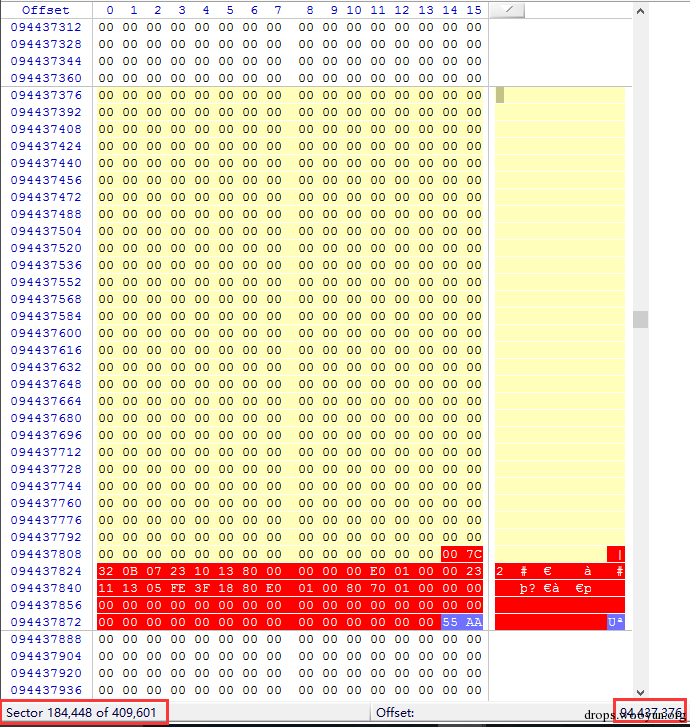 Offset 0 1 2 3 4 5 6 7 8 9 10 11 12 13 14 15
094437312 00 00 00 00 00 00 00 00 00 00 00 00 00 00 00 00
094437328 00 00 00 00 00 00 00 00 00 00 00 00 00 00 00 00
094437344 00 00 00 00 00 00 00 00 00 00 00 00 00 00 00 00
094437360 00 00 00 00 00 00 00 00 00 00 00 00 00 00 00 00
094437376 00 00 00 00 00 00 00 00 00 00 00 00 00 00 00 00
094437392 00 00 00 00 00 00 00 00 00 00 00 00 00 00 00 00
094437408 00 00 00 00 00 00 00 00 00 00 00 00 00 00 00 00
094437424 00 00 00 00 00 00 00 00 00 00 00 00 00 00 00 00
094437440 00 00 00 00 00 00 00 00 00 00 00 00 00 00 00 00
094437456 00 00 00 00 00 00 00 00 00 00 00 00 00 00 00 00
094437472 00 00 00 00 00 00 00 00 00 00 00 00 00 00 00 00
094437488 00 00 00 00 00 00 00 00 00 00 00 00 00 00 00 00
094437504 00 00 00 00 00 00 00 00 00 00 00 00 00 00 00 00
094437520 00 00 00 00 00 00 00 00 00 00 00 00 00 00 00 00
094437536 00 00 00 00 00 00 00 00 00 00 00 00 00 00 00 00
094437552 00 00 00 00 00 00 00 00 00 00 00 00 00 00 00 00
094437568 00 00 00 00 00 00 00 00 00 00 00 00 00 00 00 00
094437584 00 00 00 00 00 00 00 00 00 00 00 00 00 00 00 00
094437600 00 00 00 00 00 00 00 00 00 00 00 00 00 00 00 00
094437616 00 00 00 00 00 00 00 00 00 00 00 00 00 00 00 00
094437632 00 00 00 00 00 00 00 00 00 00 00 00 00 00 00 00
094437648 00 00 00 00 00 00 00 00 00 00 00 00 00 00 00 00
094437664 00 00 00 00 00 00 00 00 00 00 00 00 00 00 00 00
094437680 00 00 00 00 00 00 00 00 00 00 00 00 00 00 00 00
094437696 00 00 00 00 00 00 00 00 00 00 00 00 00 00 00 00
094437712 00 00 00 00 00 00 00 00 00 00 00 00 00 00 00 00
094437728 00 00 00 00 00 00 00 00 00 00 00 00 00 00 00 00
094437744 00 00 00 00 00 00 00 00 00 00 00 00 00 00 00 00
094437760 00 00 00 00 00 00 00 00 00 00 00 00 00 00 00 00
094437776 00 00 00 00 00 00 00 00 00 00 00 00 00 00 00 00
094437792 00 00 00 00 00 00 00 00 00 00 00 00 00 00 00 00
094437808 00 00 00 00 00 00 00 00 00 00 00 00 00 00 00 7C |
094437824 32 0B 07 23 10 13 80 00 00 00 00 E0 01 00 00 23 2 # € à #
094437840 11 13 05 FE 3F 18 80 E0 01 00 80 70 01 00 00 00 þ? €à €p
094437856 00 00 00 00 00 00 00 00 00 00 00 00 00 00 00 00
094437872 00 00 00 00 00 00 00 00 00 00 00 00 00 00 55 AA Uª
094437888 00 00 00 00 00 00 00 00 00 00 00 00 00 00 00 00
094437904 00 00 00 00 00 00 00 00 00 00 00 00 00 00 00 00
094437920 00 00 00 00 00 00 00 00 00 00 00 00 00 00 00 00
094437936 00 00 00 00 00 00 00 00 00 00 00 00 00 00 00 00
Sector 184,448 of 409,601 Offset: 94,437,376
drops.wooyun.org